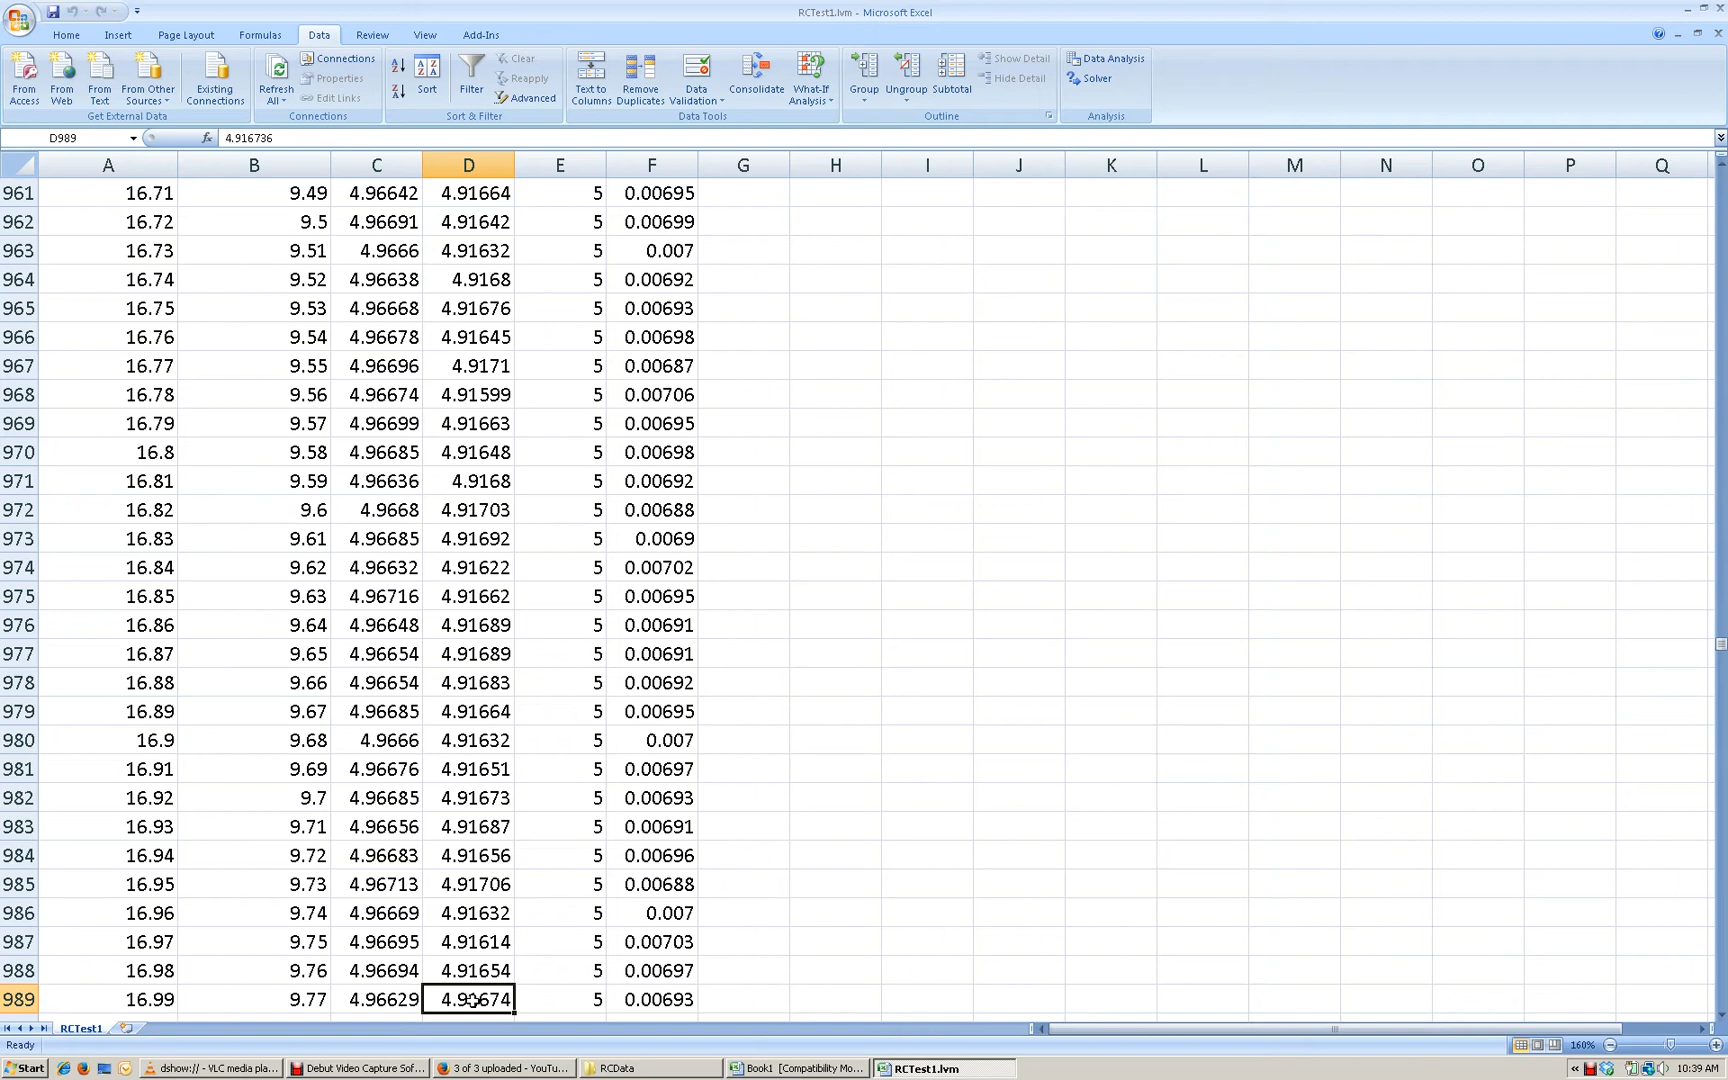 RCTest1.lvm - Microsoft Excel
Home Insert Page Layout Formulas Data Review View Add-Ins
From Access From Web From Text From Other Sources Existing Connections Refresh All Connections Properties Edit Links Sort Filter Clear Reapply Advanced Text to Columns Remove Duplicates Data Validation Consolidate What-If Analysis Group Ungroup Subtotal Show Detail Hide Detail Data Analysis Solver
Get External Data Connections Sort & Filter Data Tools Outline Analysis
D989 fx 4.916736
A B C D E F G H I J K L M N O P Q
961 16.71 9.49 4.96642 4.91664 5 0.00695
962 16.72 9.5 4.96691 4.91642 5 0.00699
963 16.73 9.51 4.9666 4.91632 5 0.007
964 16.74 9.52 4.96638 4.9168 5 0.00692
965 16.75 9.53 4.96668 4.91676 5 0.00693
966 16.76 9.54 4.96678 4.91645 5 0.00698
967 16.77 9.55 4.96696 4.9171 5 0.00687
968 16.78 9.56 4.96674 4.91599 5 0.00706
969 16.79 9.57 4.96699 4.91663 5 0.00695
970 16.8 9.58 4.96685 4.91648 5 0.00698
971 16.81 9.59 4.96636 4.9168 5 0.00692
972 16.82 9.6 4.9668 4.91703 5 0.00688
973 16.83 9.61 4.96685 4.91692 5 0.0069
974 16.84 9.62 4.96632 4.91622 5 0.00702
975 16.85 9.63 4.96716 4.91662 5 0.00695
976 16.86 9.64 4.96648 4.91689 5 0.00691
977 16.87 9.65 4.96654 4.91689 5 0.00691
978 16.88 9.66 4.96654 4.91683 5 0.00692
979 16.89 9.67 4.96685 4.91664 5 0.00695
980 16.9 9.68 4.9666 4.91632 5 0.007
981 16.91 9.69 4.96676 4.91651 5 0.00697
982 16.92 9.7 4.96685 4.91673 5 0.00693
983 16.93 9.71 4.96656 4.91687 5 0.00691
984 16.94 9.72 4.96683 4.91656 5 0.00696
985 16.95 9.73 4.96713 4.91706 5 0.00688
986 16.96 9.74 4.96669 4.91632 5 0.007
987 16.97 9.75 4.96695 4.91614 5 0.00703
988 16.98 9.76 4.96694 4.91654 5 0.00697
989 16.99 9.77 4.96629 4.91674 5 0.00693
RCTest1
Ready 160%
Start dshow:// - VLC media pla... Debut Video Capture Sof... 3 of 3 uploaded - YouTu... RCData Book1 [Compatibility Mo... RCTest1.lvm « 10:39 AM